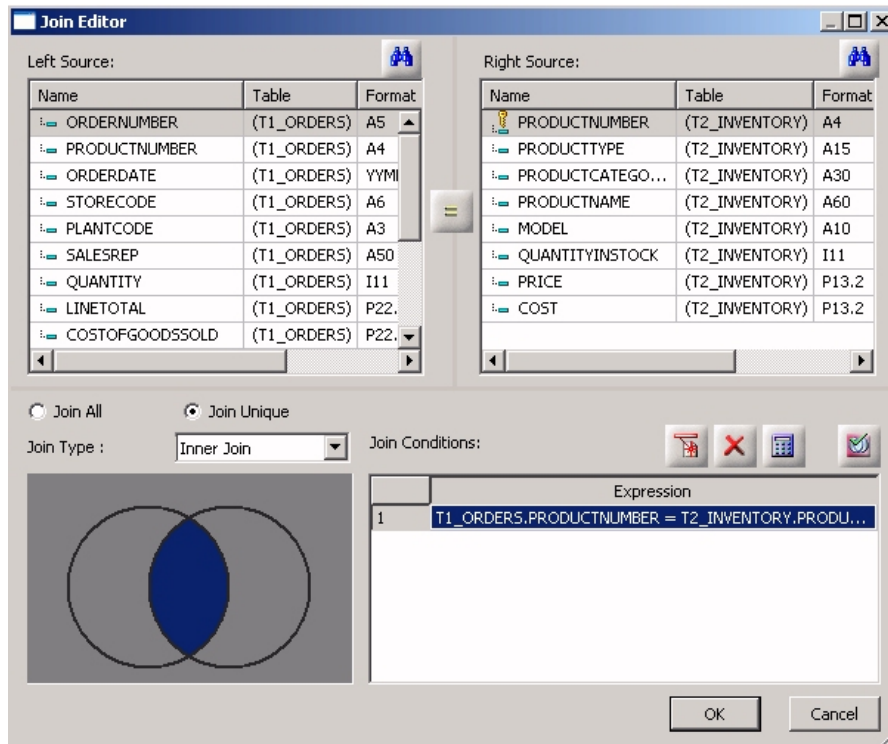 Join Editor
Left Source:
Name Table Format
ORDERNUMBER (T1_ORDERS) A5
PRODUCTNUMBER (T1_ORDERS) A4
ORDERDATE (T1_ORDERS)
STORECODE (T1_ORDERS) A6
PLANTCODE (T1_ORDERS) A3
SALESREP (T1_ORDERS) A50
QUANTITY (T1_ORDERS) I11
LINETOTAL (T1_ORDERS) P22.
COSTOFGOODSSOLD (T1_ORDERS) P22.
=
Right Source:
Name Table Format
PRODUCTNUMBER (T2_INVENTORY) A4
PRODUCTTYPE (T2_INVENTORY) A15
PRODUCTCATEGO... (T2_INVENTORY) A30
PRODUCTNAME (T2_INVENTORY) A60
MODEL (T2_INVENTORY) A10
QUANTITYINSTOCK (T2_INVENTORY) I11
PRICE (T2_INVENTORY) P13.2
COST (T2_INVENTORY) P13.2
Join All Join Unique
Join Type : Inner Join
Join Conditions:
Expression
1 T1_ORDERS.PRODUCTNUMBER = T2_INVENTORY.PRODU...
OK Cancel